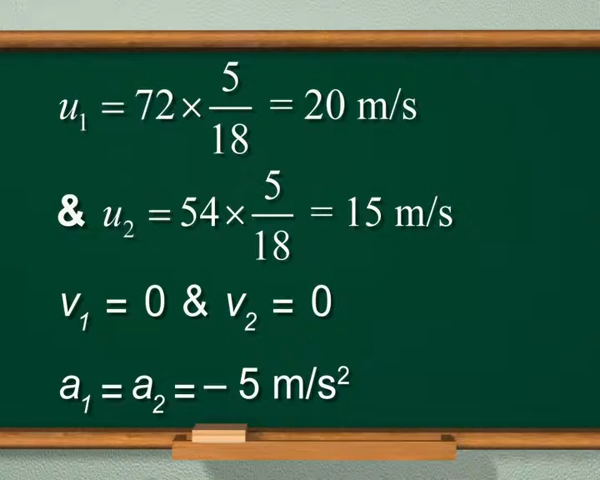 u₁ = 72 × 5/18 = 20 m/s
& u₂ = 54 × 5/18 = 15 m/s
v₁ = 0 & v₂ = 0
a₁ = a₂ = – 5 m/s²